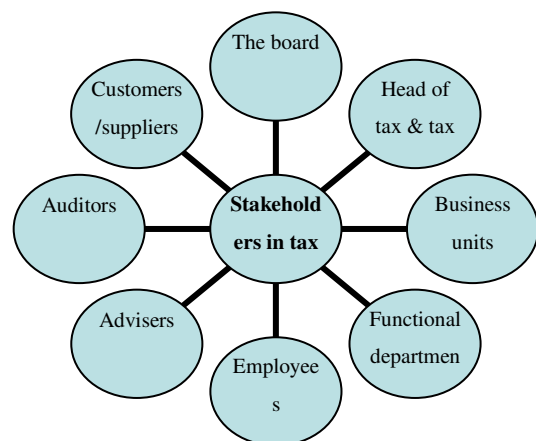 The board
Customers
/suppliers
Head of
tax & tax
Auditors
Stakehold
ers in tax
Business
units
Advisers
Functional
departmen
Employee
s